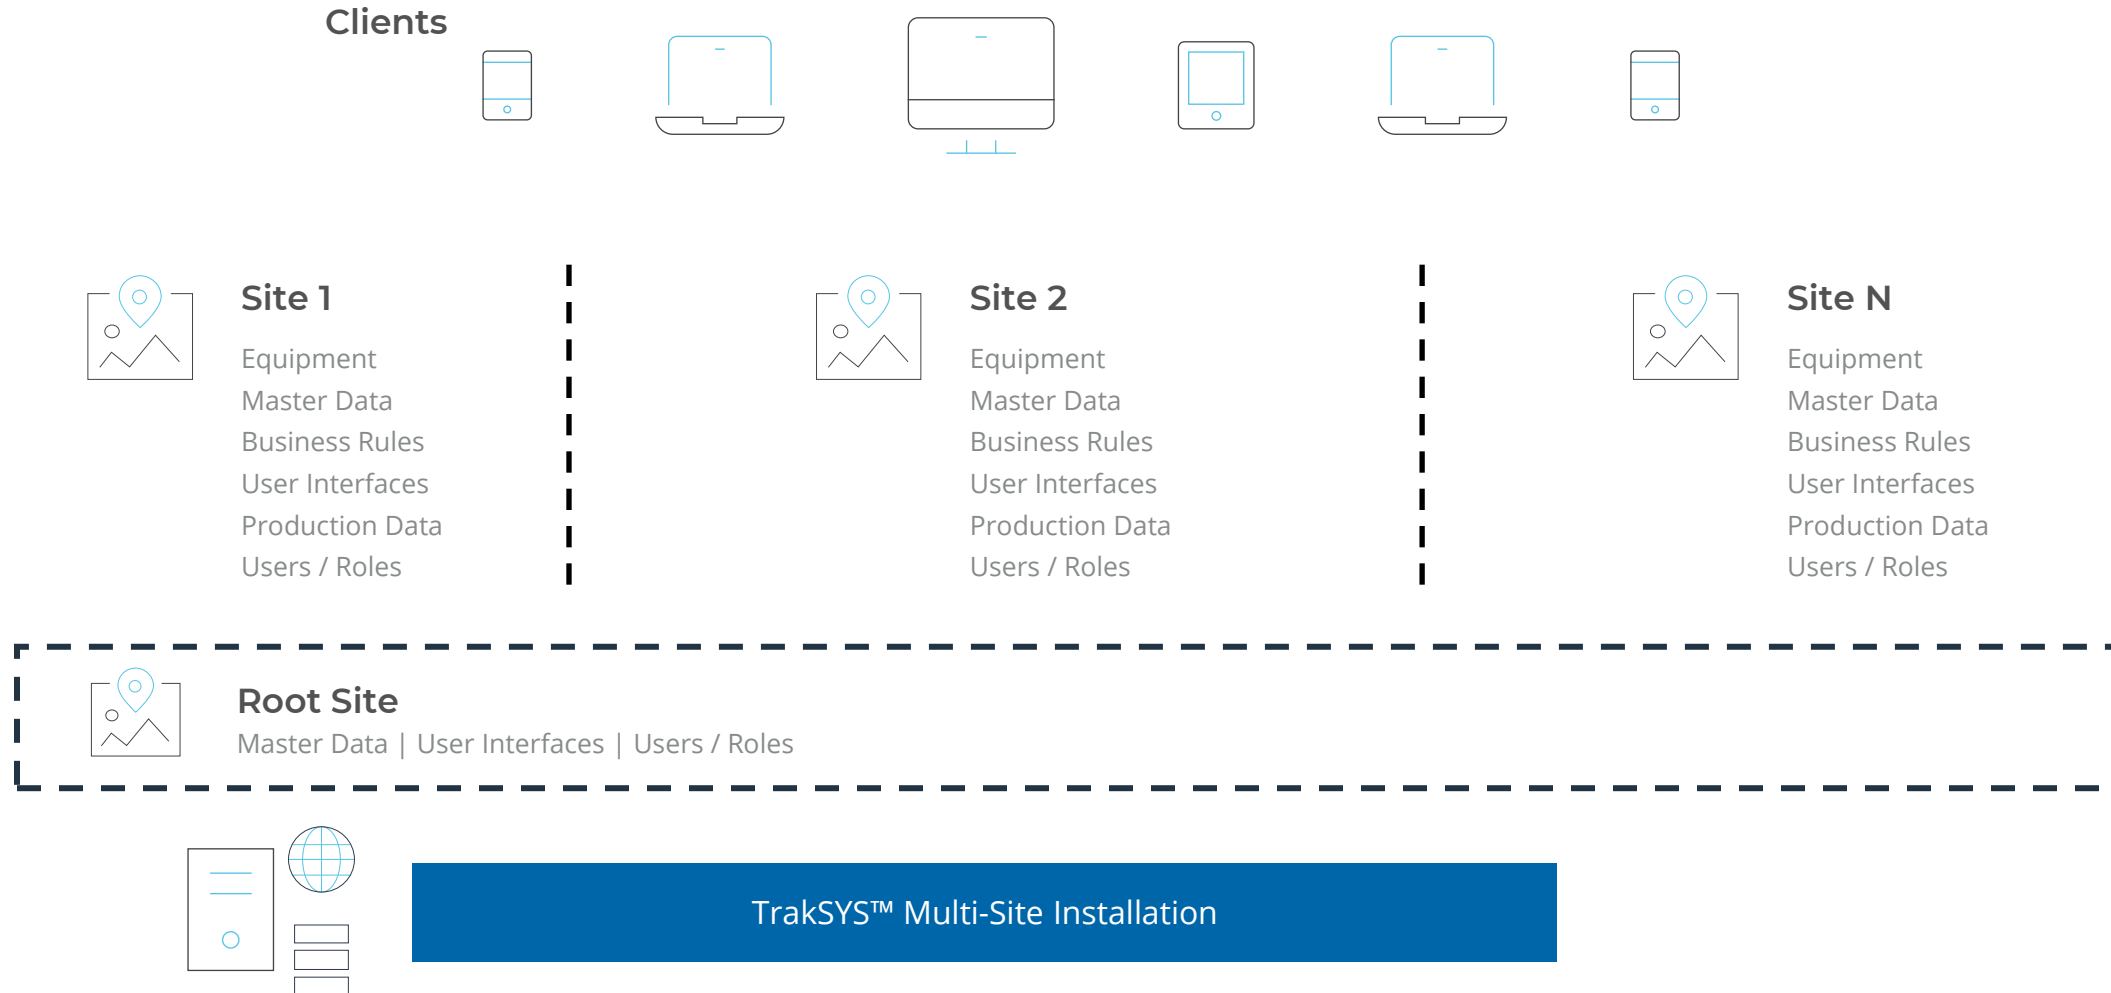 Clients
Site 1
Equipment
Master Data
Business Rules
User Interfaces
Production Data
Users / Roles
Site 2
Equipment
Master Data
Business Rules
User Interfaces
Production Data
Users / Roles
Site N
Equipment
Master Data
Business Rules
User Interfaces
Production Data
Users / Roles
Root Site
Master Data | User Interfaces | Users / Roles
TrakSYS™ Multi-Site Installation